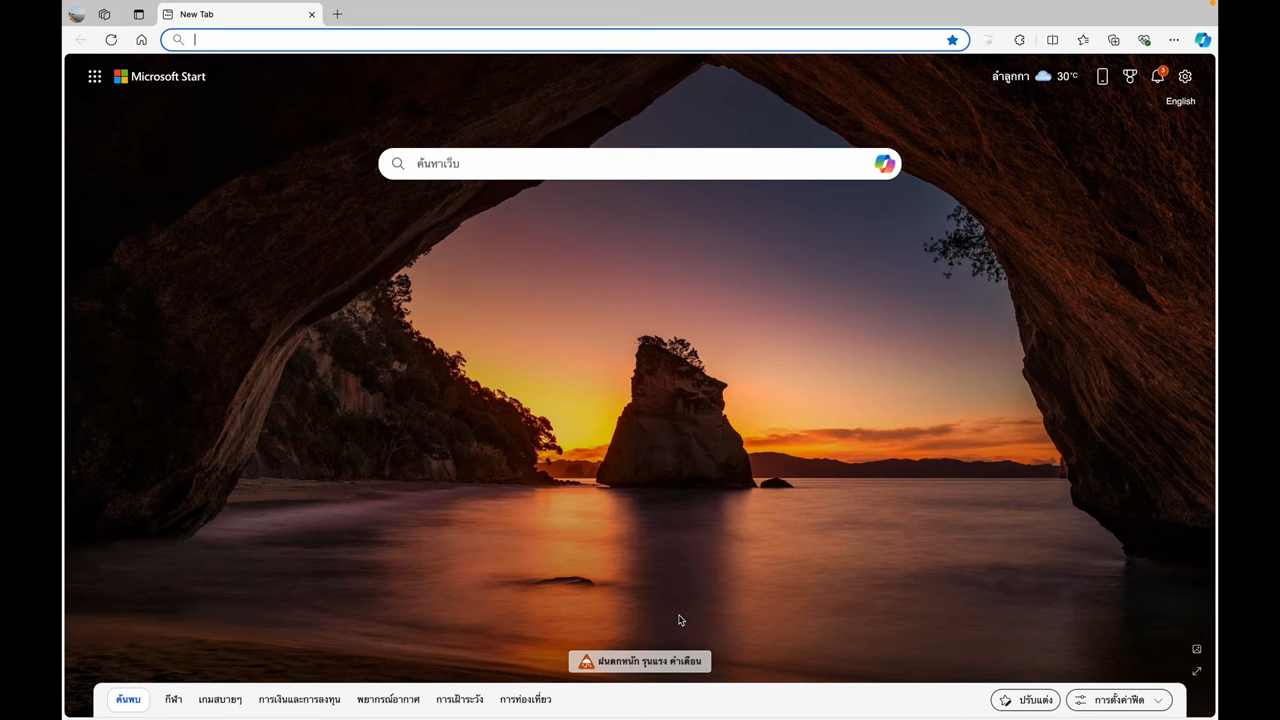 New Tab
Microsoft Start
ลำลูกกา 30°C
3
English
ค้นหาเว็บ
ฝนตกหนัก รุนแรง คำเตือน
ค้นพบ กีฬา เกมสบายๆ การเงินและการลงทุน พยากรณ์อากาศ การเฝ้าระวัง การท่องเที่ยว ปรับแต่ง การตั้งค่าฟีด